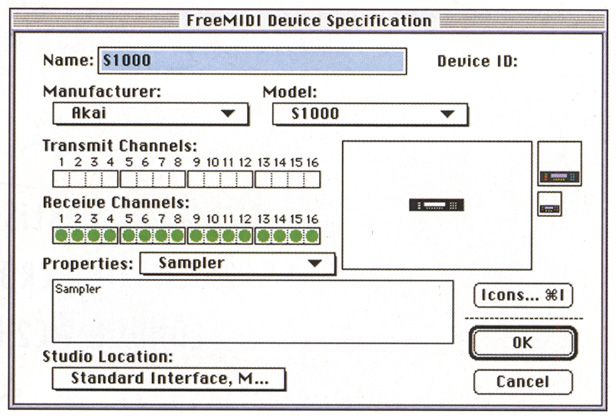 FreeMIDI Device Specification
Name: S1000 Device ID:
Manufacturer: Model:
Akai S1000
Transmit Channels:
1 2 3 4 5 6 7 8 9 10 11 12 13 14 15 16
Receive Channels:
1 2 3 4 5 6 7 8 9 10 11 12 13 14 15 16
Properties: Sampler
Sampler
Icons... ⌘I
OK
Studio Location:
Standard Interface, M...
Cancel